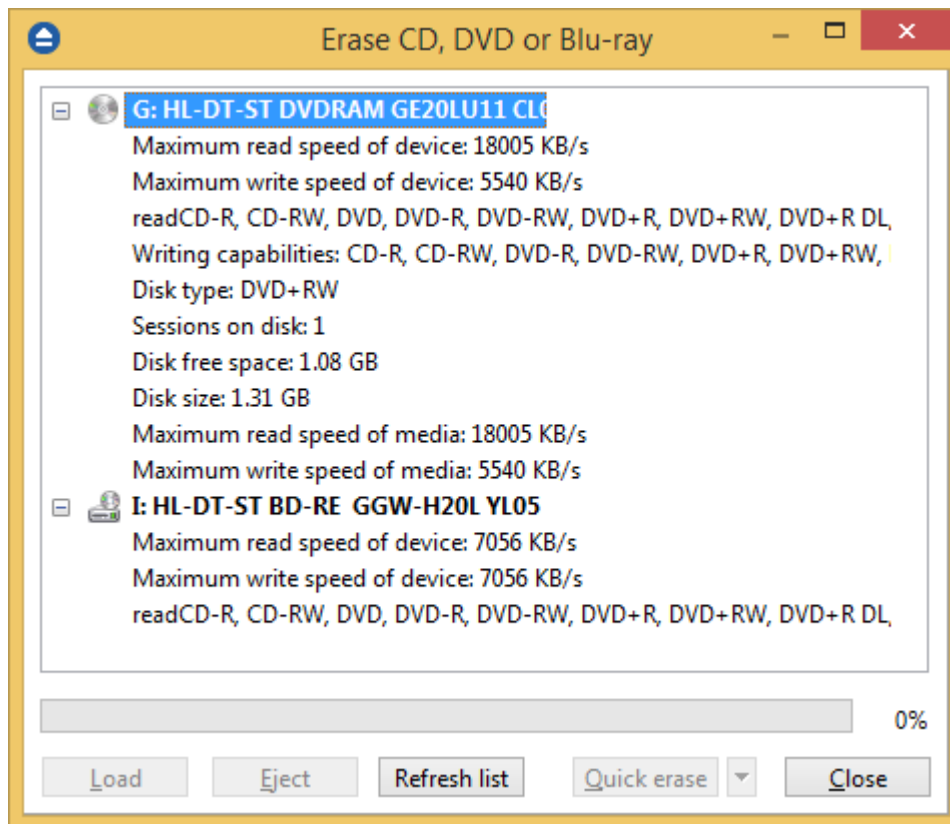 Erase CD, DVD or Blu-ray
G: HL-DT-ST DVDRAM GE20LU11 CL0
Maximum read speed of device: 18005 KB/s
Maximum write speed of device: 5540 KB/s
readCD-R, CD-RW, DVD, DVD-R, DVD-RW, DVD+R, DVD+RW, DVD+R DL,
Writing capabilities: CD-R, CD-RW, DVD-R, DVD-RW, DVD+R, DVD+RW,
Disk type: DVD+RW
Sessions on disk: 1
Disk free space: 1.08 GB
Disk size: 1.31 GB
Maximum read speed of media: 18005 KB/s
Maximum write speed of media: 5540 KB/s
I: HL-DT-ST BD-RE  GGW-H20L YL05
Maximum read speed of device: 7056 KB/s
Maximum write speed of device: 7056 KB/s
readCD-R, CD-RW, DVD, DVD-R, DVD-RW, DVD+R, DVD+RW, DVD+R DL,
0%
Load Eject Refresh list Quick erase Close